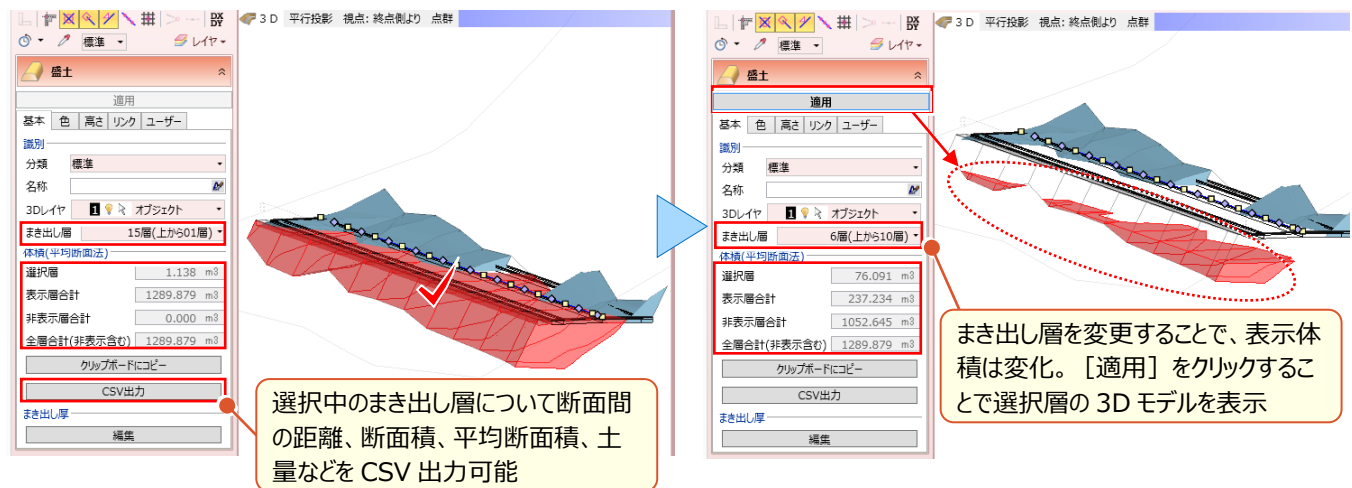 DX
DY
標準
レイヤ
盛土
適用
基本 色 高さ リンク ユーザー
識別
分類 標準
名称
3Dレイヤ 1 オブジェクト
まき出し層 15層(上から01層)
体積(平均断面法)
選択層 1.138 m3
表示層合計 1289.879 m3
非表示層合計 0.000 m3
全層合計(非表示含む) 1289.879 m3
クリップボードにコピー
CSV出力
まき出し厚
編集
3D 平行投影 視点: 終点側より 点群
選択中のまき出し層について断面間
の距離、断面積、平均断面積、土
量などを CSV 出力可能
DX
DY
標準
レイヤ
盛土
適用
基本 色 高さ リンク ユーザー
識別
分類 標準
名称
3Dレイヤ 1 オブジェクト
まき出し層 6層(上から10層)
体積(平均断面法)
選択層 76.091 m3
表示層合計 237.234 m3
非表示層合計 1052.645 m3
全層合計(非表示含む) 1289.879 m3
クリップボードにコピー
CSV出力
まき出し厚
編集
3D 平行投影 視点: 終点側より 点群
まき出し層を変更することで、表示体
積は変化。［適用］をクリックするこ
とで選択層の 3D モデルを表示